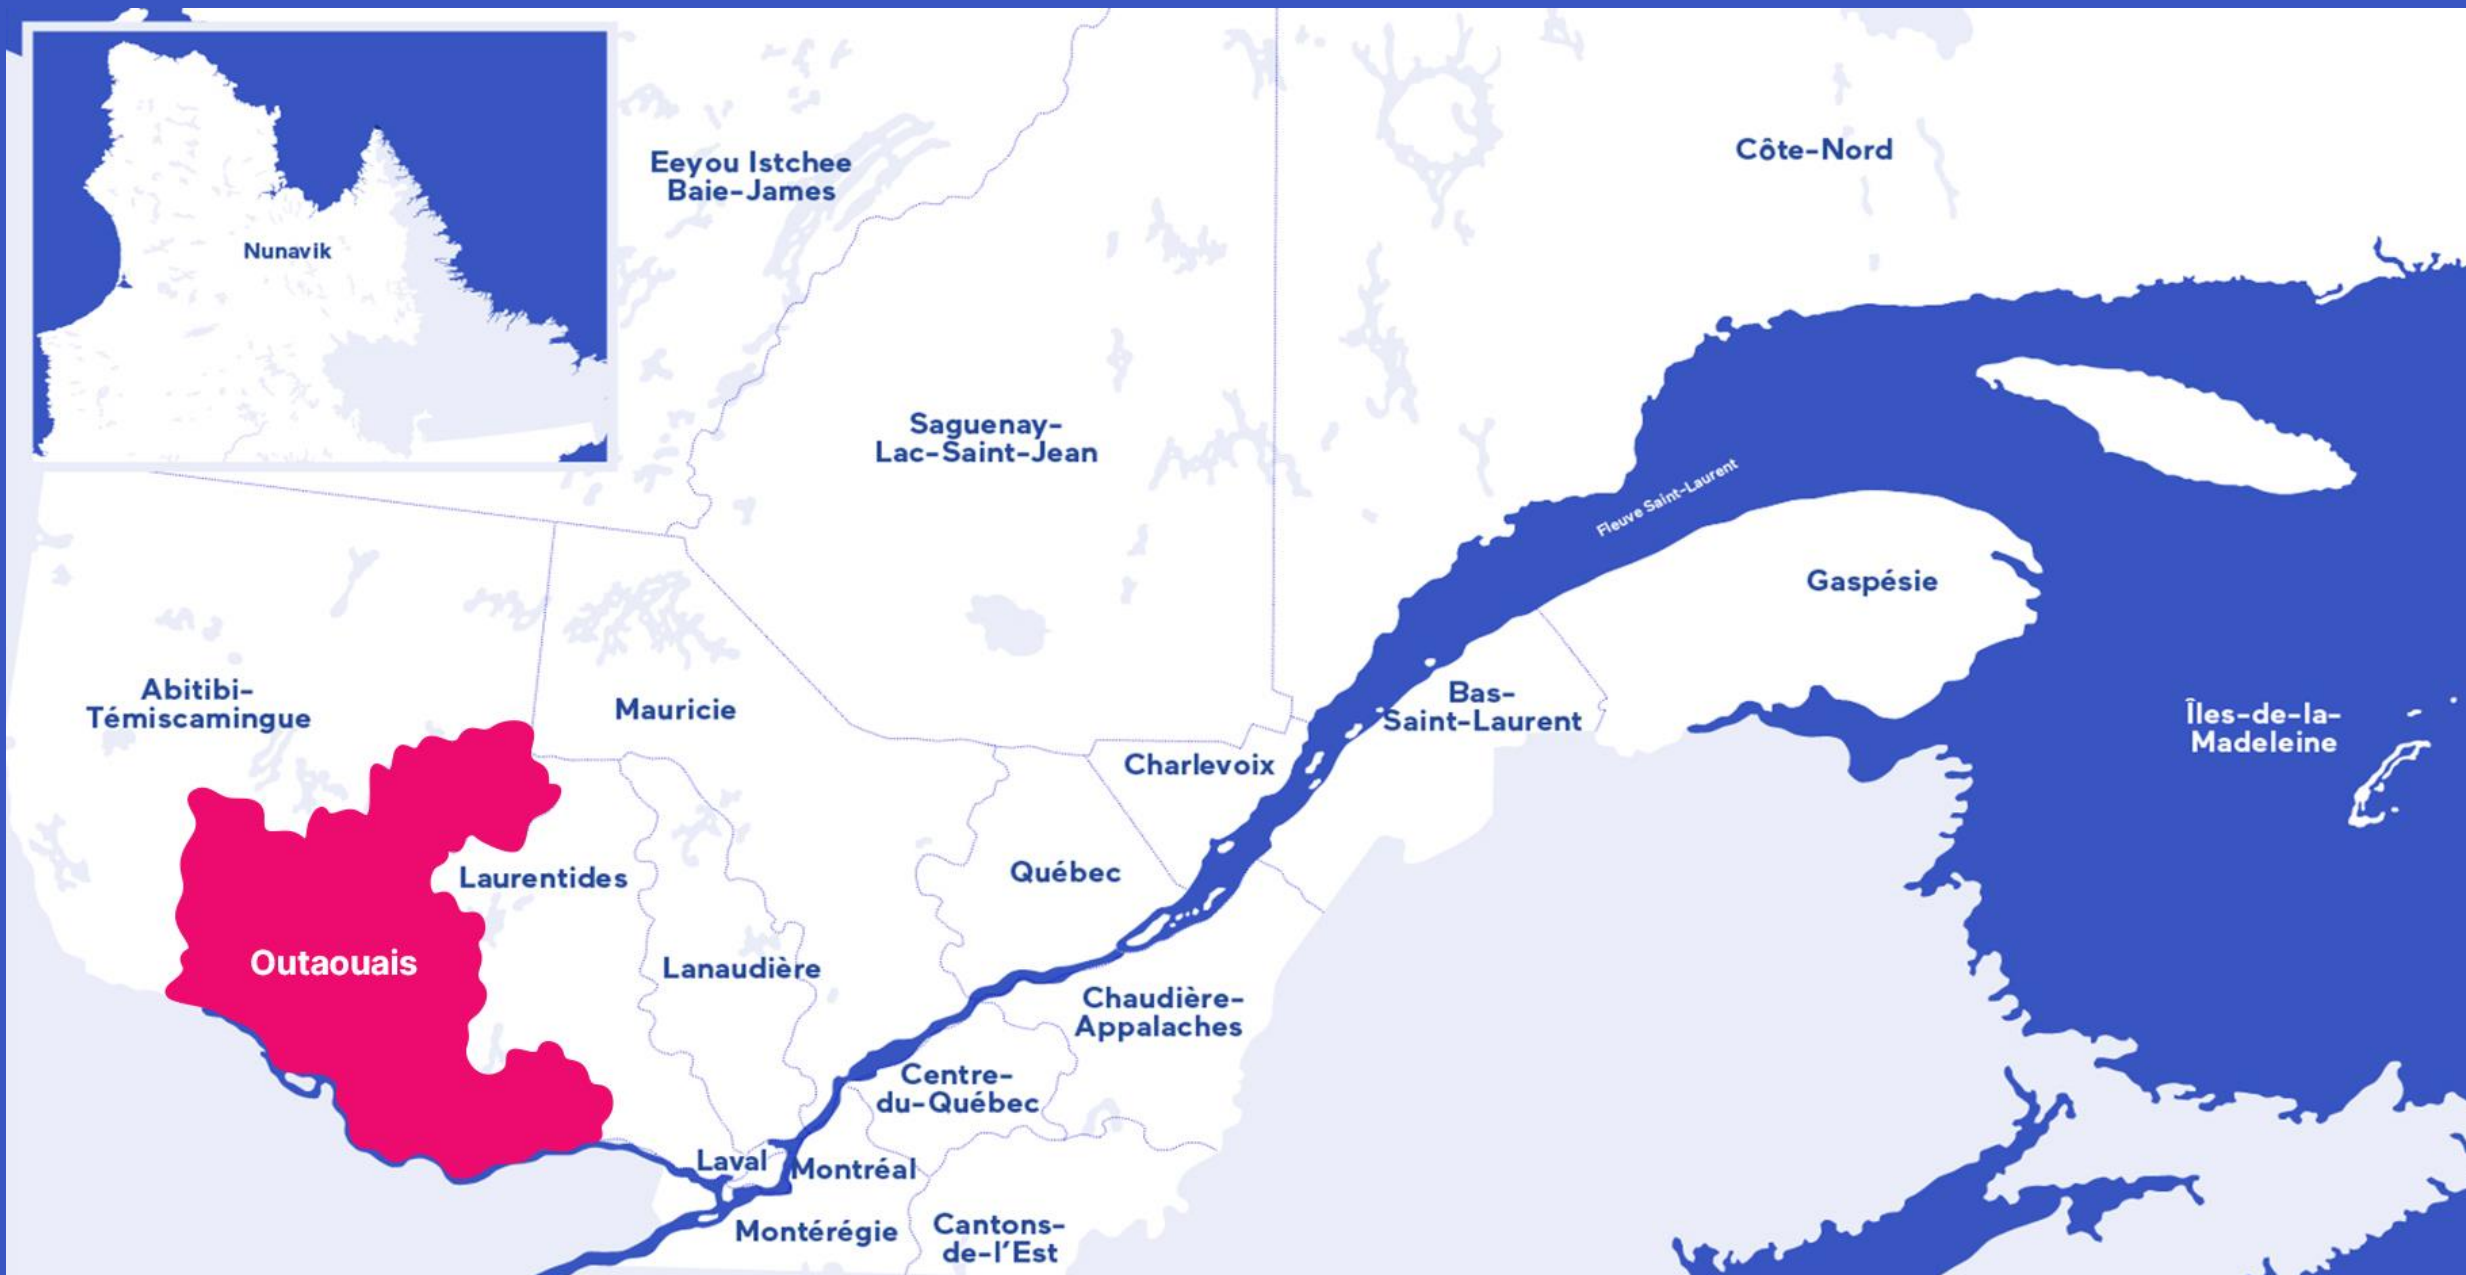 Eeyou Istchee
Baie-James
Côte-Nord
Nunavik
Saguenay-
Lac-Saint-Jean
Fleuve Saint-Laurent
Gaspésie
Abitibi-
Témiscamingue
Mauricie
Bas-
Saint-Laurent
Îles-de-la-
Madeleine
Charlevoix
Laurentides
Québec
Outaouais
Lanaudière
Chaudière-
Appalaches
Centre-
du-Québec
Laval
Montréal
Montérégie
Cantons-
de-l'Est